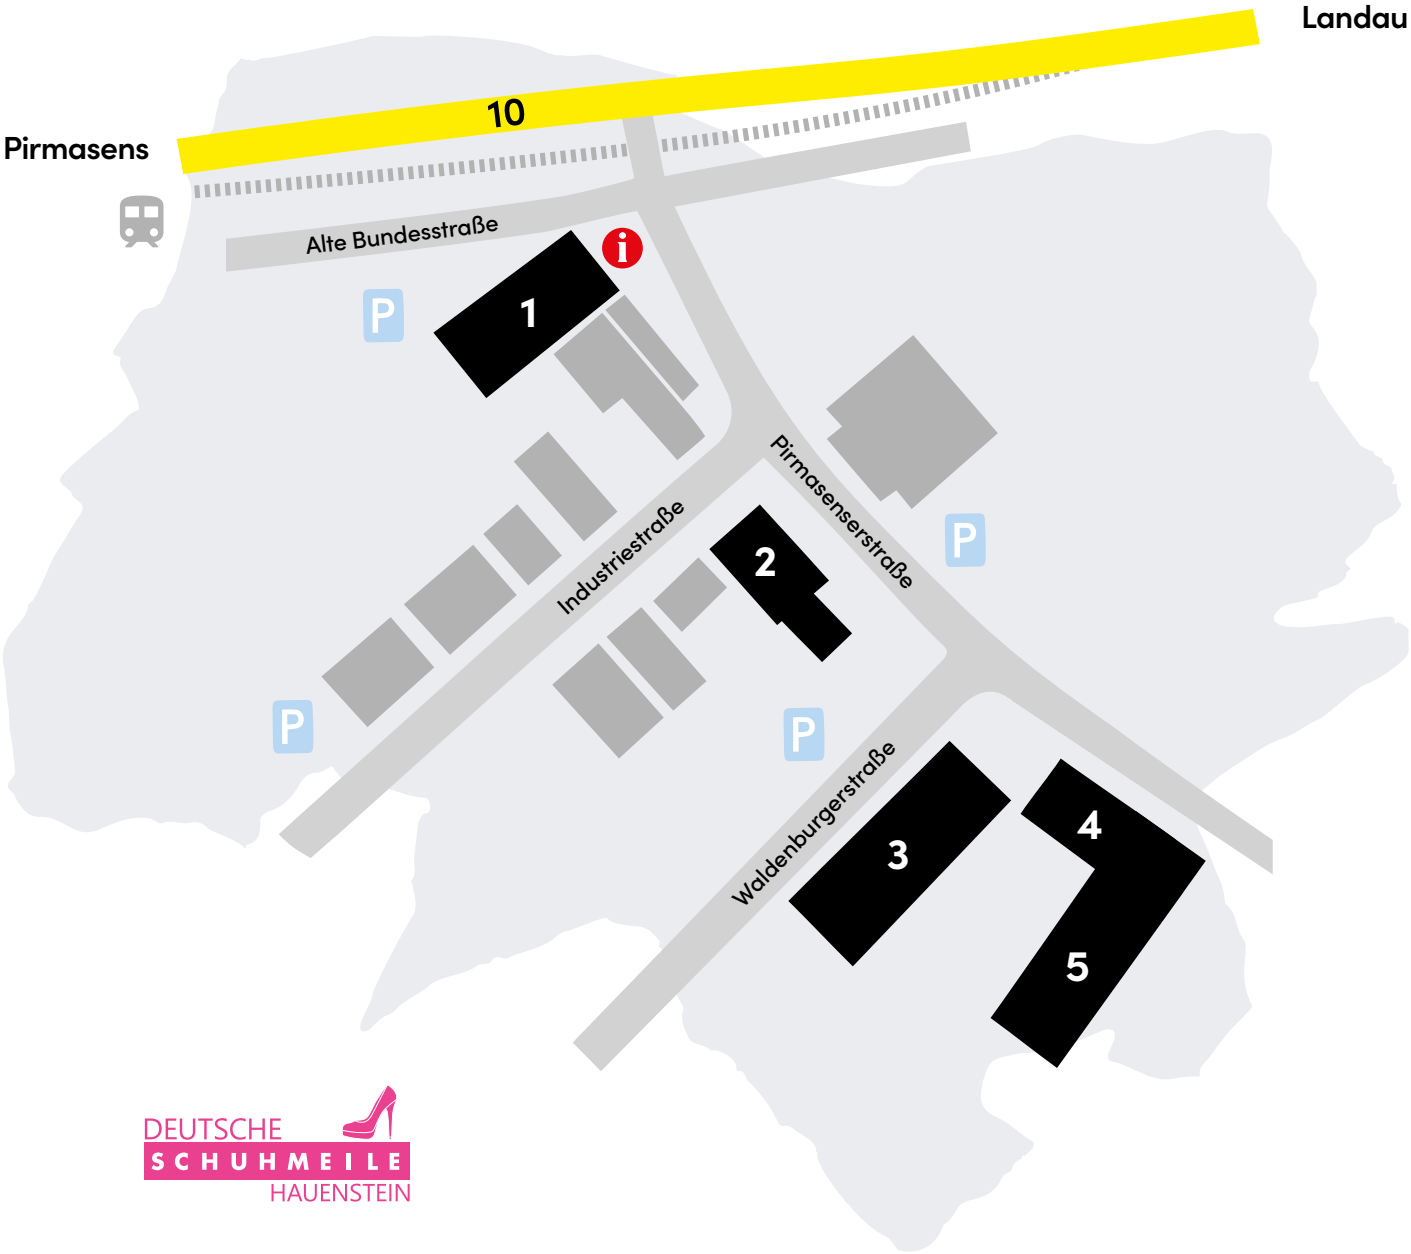 Landau
10
Pirmasens
Alte Bundesstraße
i
1
P
Pirmasenserstraße
Industriestraße
2
P
P
P
Waldenburgerstraße
3
4
5
DEUTSCHE
SCHUHMEILE
HAUENSTEIN